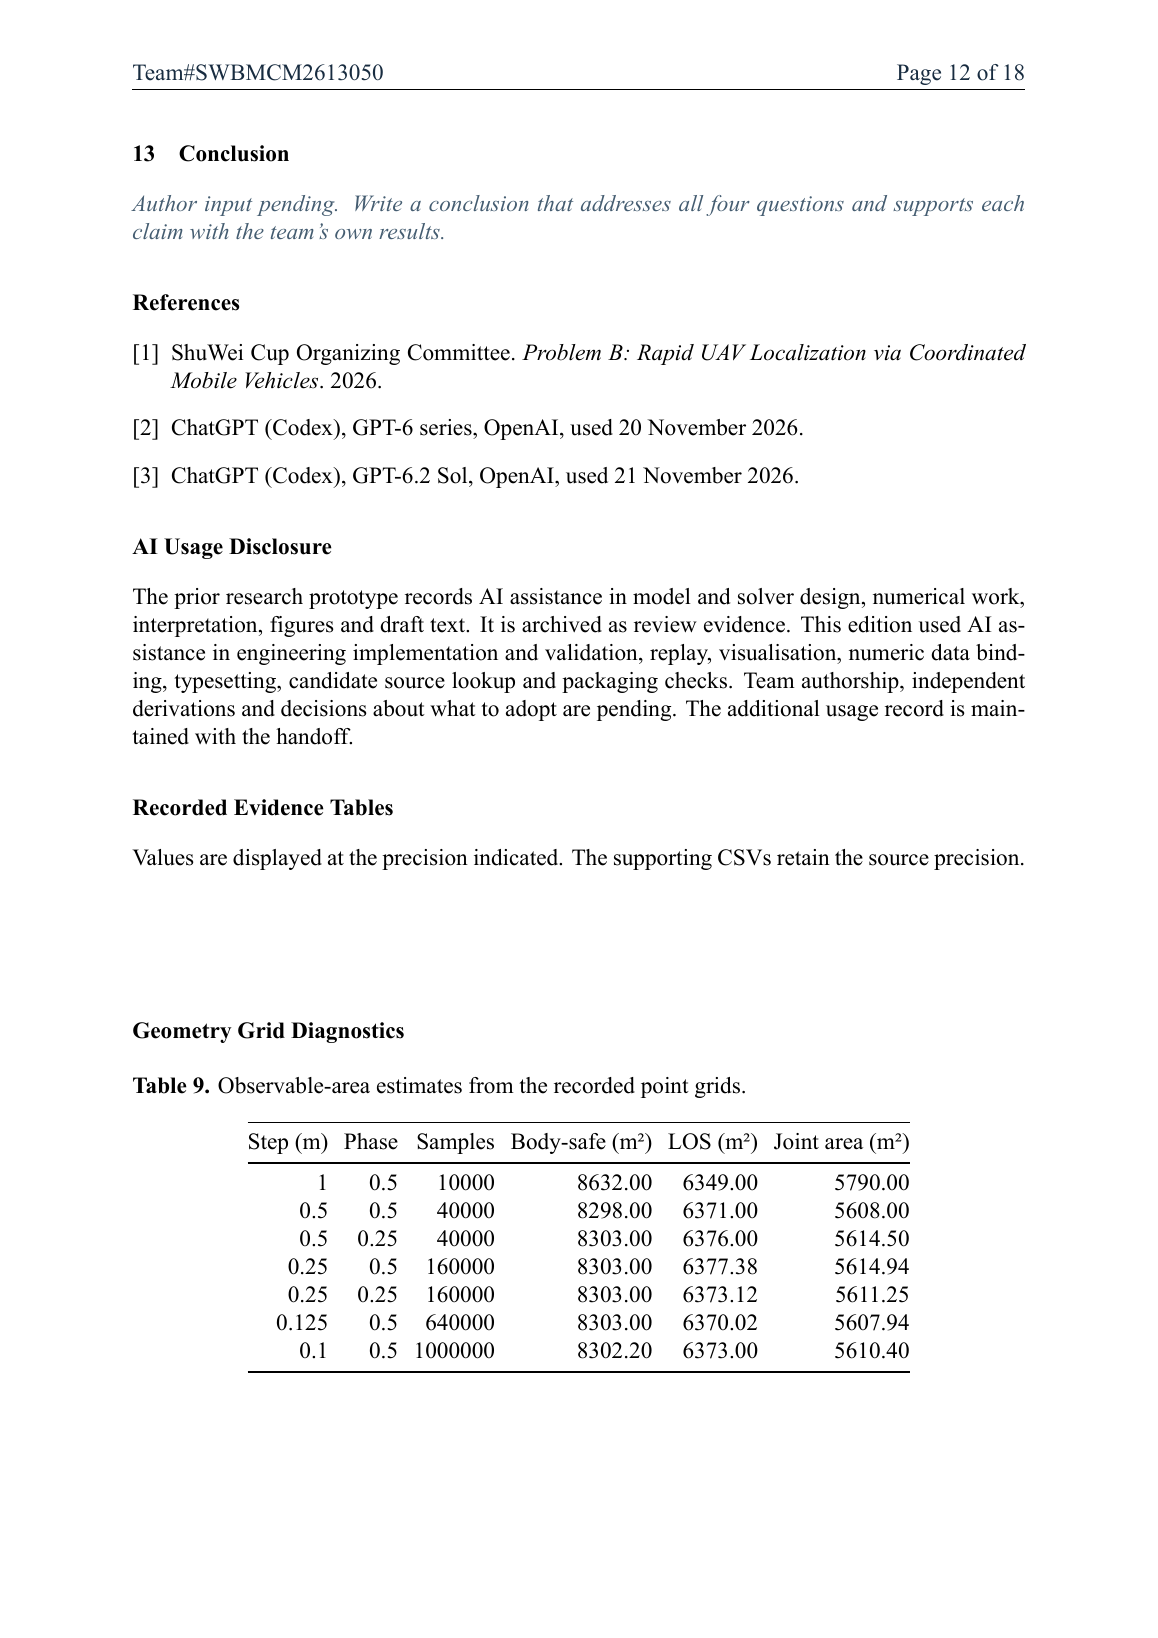 Team#SWBMCM2613050 Page 12 of 18
13 Conclusion
Author input pending. Write a conclusion that addresses all four questions and supports each
claim with the team's own results.
References
[1] ShuWei Cup Organizing Committee. Problem B: Rapid UAV Localization via Coordinated
Mobile Vehicles. 2026.
[2] ChatGPT (Codex), GPT-6 series, OpenAI, used 20 November 2026.
[3] ChatGPT (Codex), GPT-6.2 Sol, OpenAI, used 21 November 2026.
AI Usage Disclosure
The prior research prototype records AI assistance in model and solver design, numerical work,
interpretation, figures and draft text. It is archived as review evidence. This edition used AI as-
sistance in engineering implementation and validation, replay, visualisation, numeric data bind-
ing, typesetting, candidate source lookup and packaging checks. Team authorship, independent
derivations and decisions about what to adopt are pending. The additional usage record is main-
tained with the handoff.
Recorded Evidence Tables
Values are displayed at the precision indicated. The supporting CSVs retain the source precision.
Geometry Grid Diagnostics
Table 9. Observable-area estimates from the recorded point grids.
Step (m) Phase Samples Body-safe (m²) LOS (m²) Joint area (m²)
1 0.5 10000 8632.00 6349.00 5790.00
0.5 0.5 40000 8298.00 6371.00 5608.00
0.5 0.25 40000 8303.00 6376.00 5614.50
0.25 0.5 160000 8303.00 6377.38 5614.94
0.25 0.25 160000 8303.00 6373.12 5611.25
0.125 0.5 640000 8303.00 6370.02 5607.94
0.1 0.5 1000000 8302.20 6373.00 5610.40